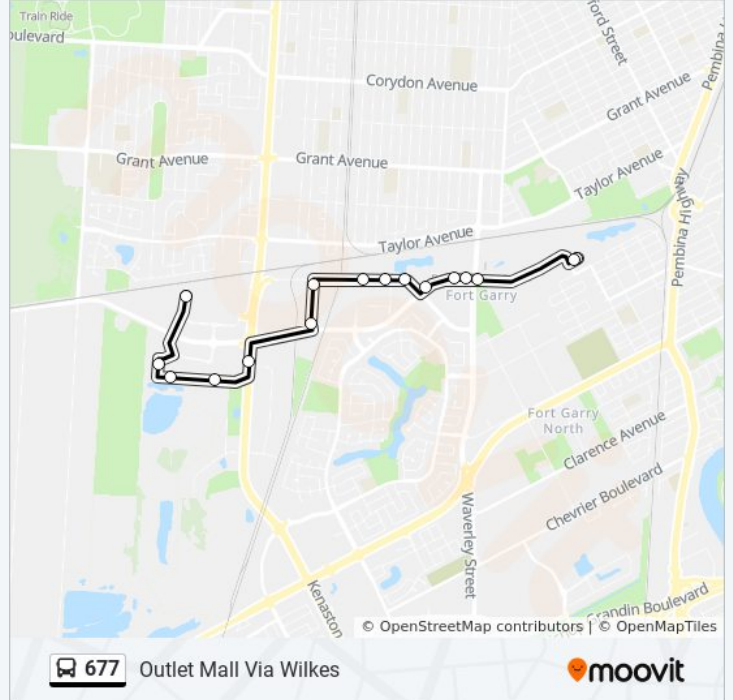 Train Ride
oulevard
ford Street
Pembina
Corydon Avenue
Grant Avenue
Grant Avenue
Grant Avenue
Taylor Avenue
Pembina Highway
Taylor Avenue
Fort Garry
Fort Garry
North
Clarence Avenue
Chevrier Boulevard
Waverley Street
Kenaston
Grandin Boulevard
© OpenStreetMap contributors | © OpenMapTiles
677 Outlet Mall Via Wilkes
moovit